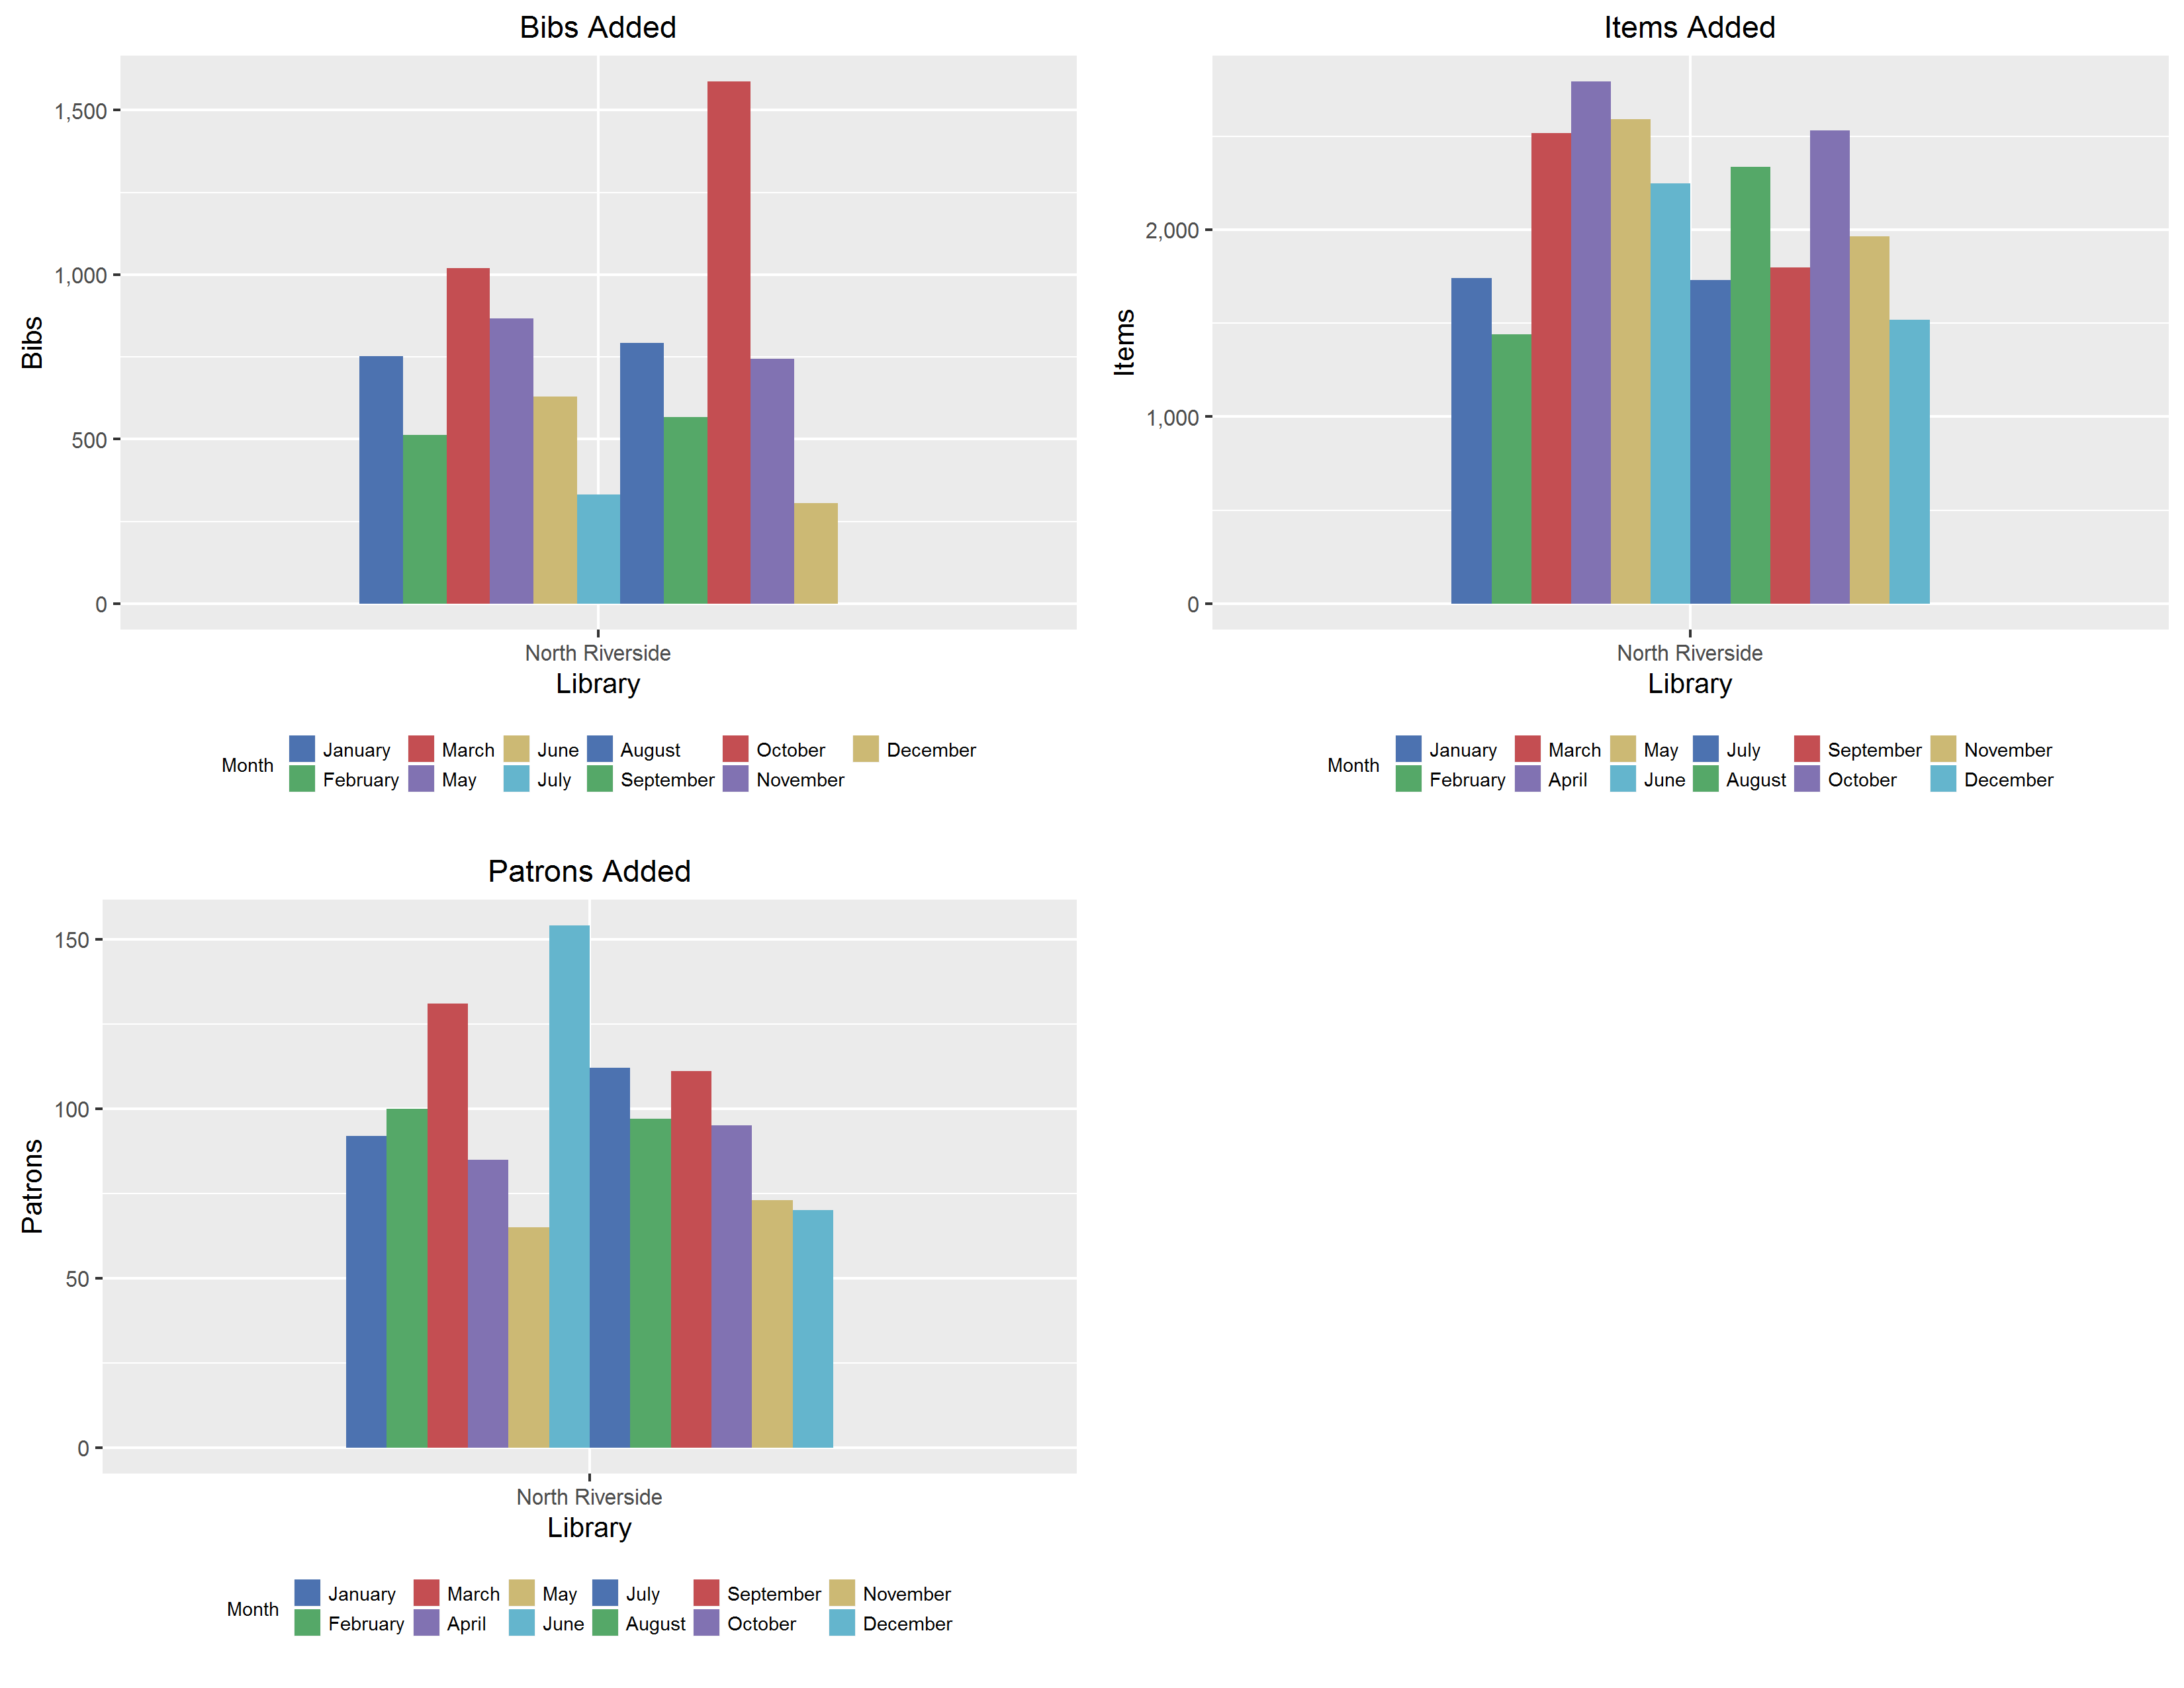 Bibs Added
1,500
1,000
500
0
Bibs
North Riverside
Library
Month
January March June August October December
February May July September November
Items Added
2,000
1,000
0
Items
North Riverside
Library
Month
January March May July September November
February April June August October December
Patrons Added
150
100
50
0
Patrons
North Riverside
Library
Month
January March May July September November
February April June August October December